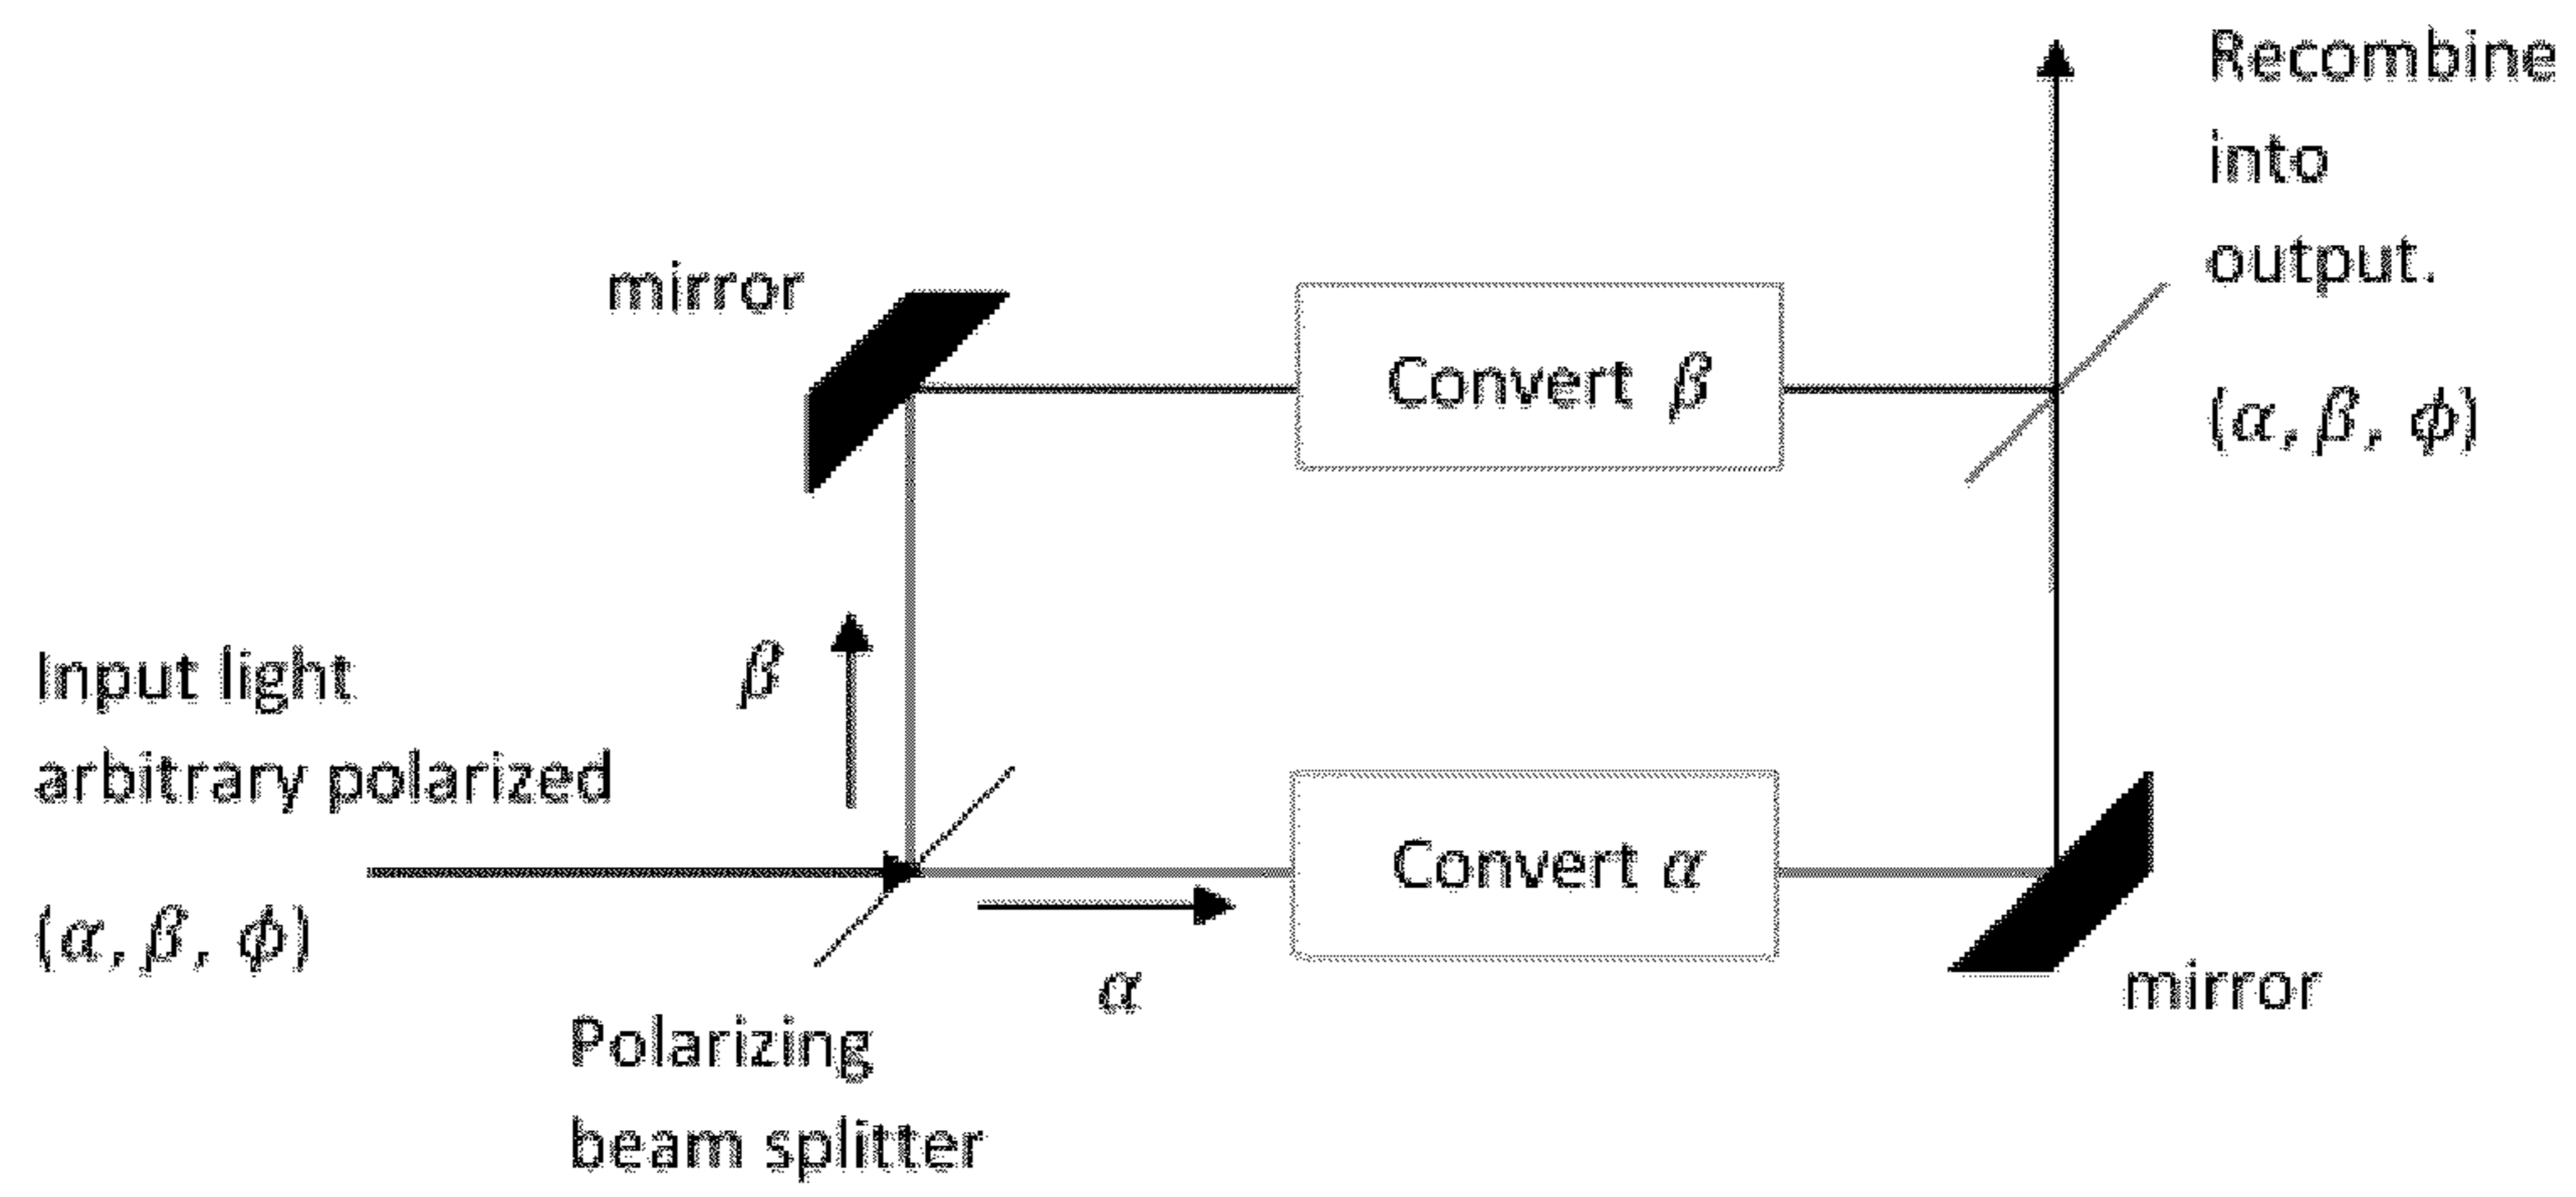 Recombine
into
output.
(α, β, ϕ)
mirror
Convert β
β
Input light
arbitrary polarized
(α, β, ϕ)
Convert α
α
mirror
Polarizing
beam splitter